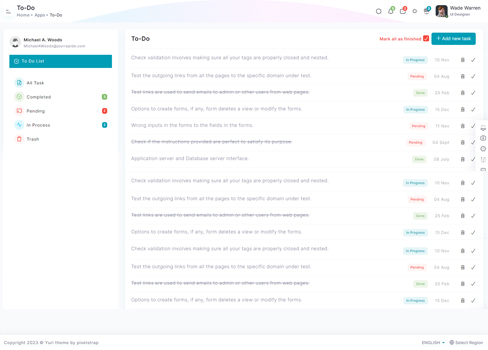 To-Do
Home • Apps • To-Do
Wade Warren
UI Designer
Michael A. Woods
To Do List
All Task
Completed
Pending
In Process
Trash
To-Do
Mark all as finished
+ Add new task
Check validation involves making sure all your tags are properly closed and nested.
In Progress
15 Nov
Test the outgoing links from all the pages to the specific domain under test.
Pending
04 Aug
Test links are used to send emails to admin or other users from web pages.
Done
25 Feb
Options to create forms, if any, form deletes a view or modify the forms.
In Progress
15 Dec
Wrong inputs in the forms to the fields in the forms.
Pending
11 Mar
Check if the instructions provided are perfect to satisfy its purpose.
Pending
04 Sept
Application server and Database server interface.
Done
09 July
Check validation involves making sure all your tags are properly closed and nested.
In Progress
15 Nov
Test the outgoing links from all the pages to the specific domain under test.
Pending
04 Aug
Test links are used to send emails to admin or other users from web pages.
Done
25 Feb
Options to create forms, if any, form deletes a view or modify the forms.
In Progress
15 Dec
Check validation involves making sure all your tags are properly closed and nested.
In Progress
15 Nov
Test the outgoing links from all the pages to the specific domain under test.
Pending
04 Aug
Test links are used to send emails to admin or other users from web pages.
Done
25 Feb
Options to create forms, if any, form deletes a view or modify the forms.
In Progress
15 Dec
Copyright 2023 © Yuri theme by pixelstrap
ENGLISH
Select Region